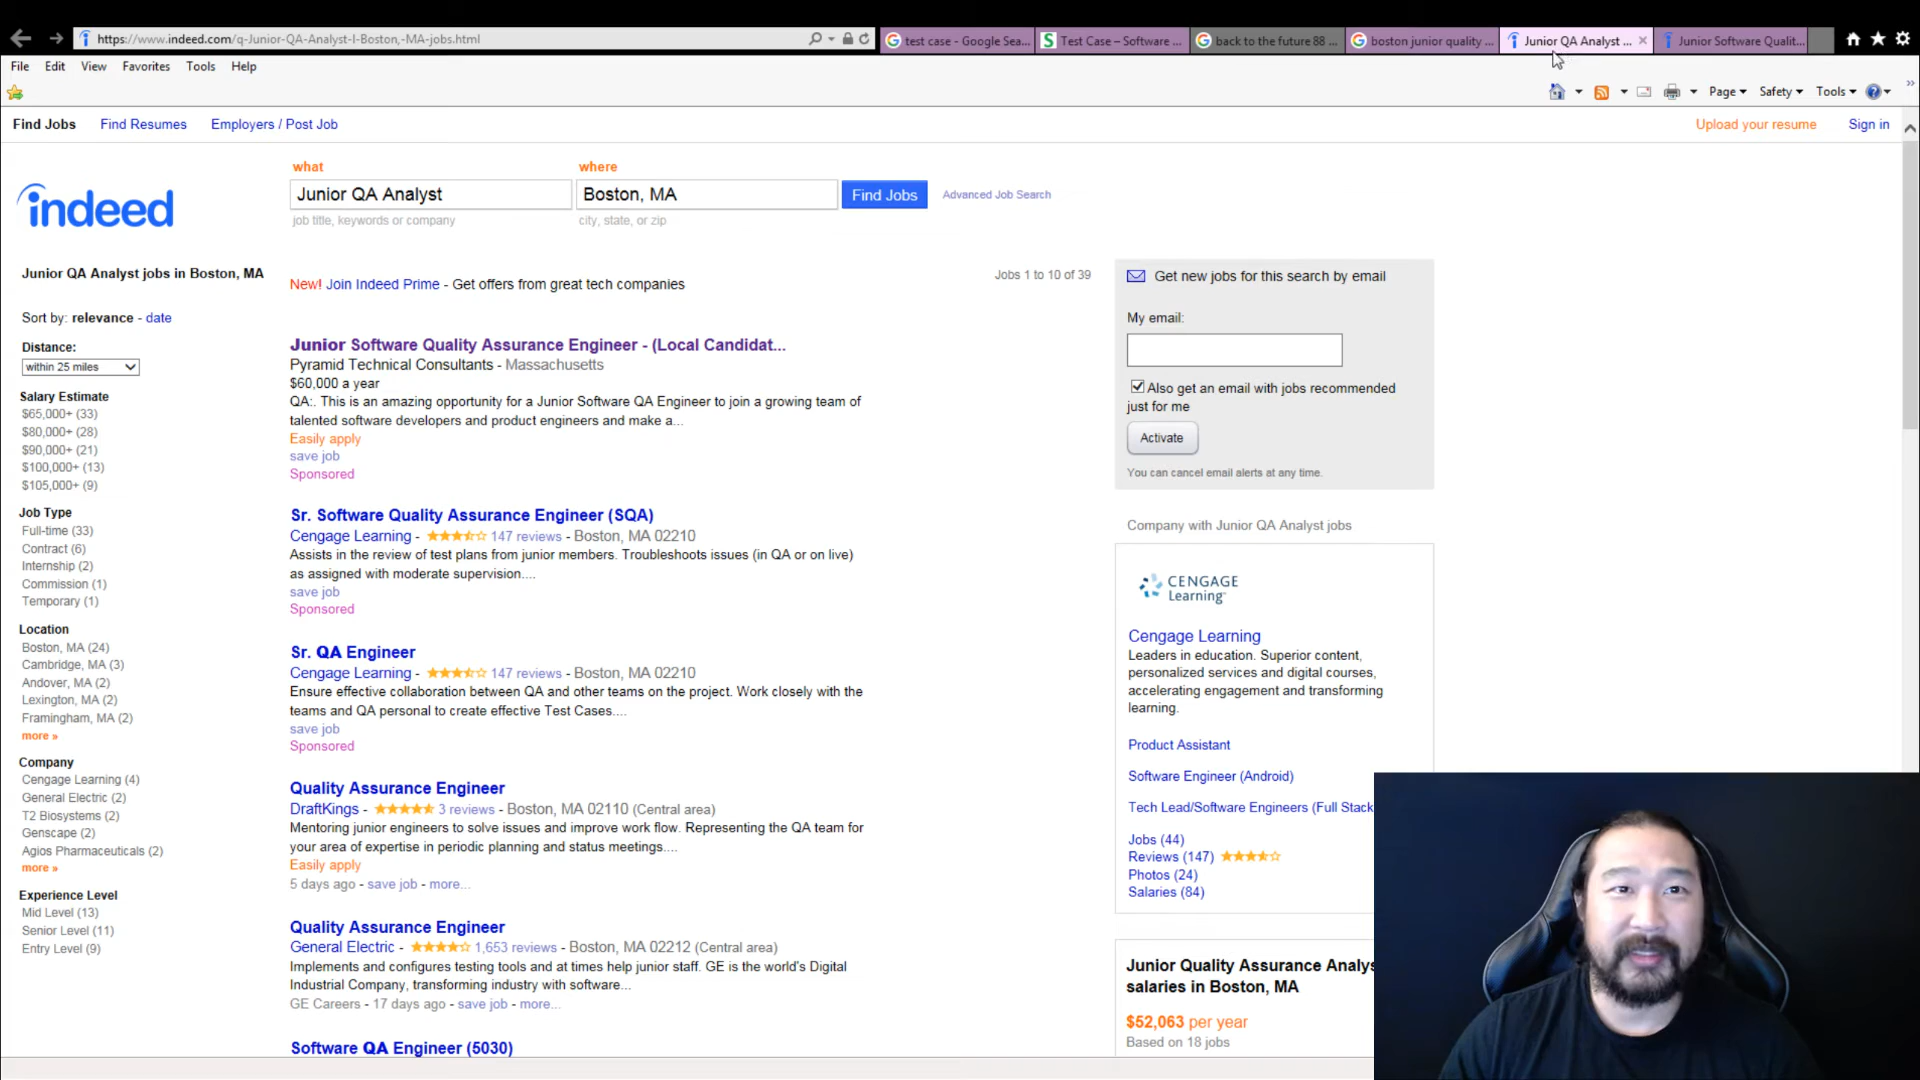 https://www.indeed.com/q-Junior-QA-Analyst-l-Boston,-MA-jobs.html
test case - Google Sea...
Test Case – Software ...
back to the future 88 ...
boston junior quality ...
Junior QA Analyst ...
Junior Software Qualit...
File Edit View Favorites Tools Help
Page Safety Tools
Find Jobs Find Resumes Employers / Post Job
Upload your resume Sign in
what where
indeed
Junior QA Analyst Boston, MA Find Jobs Advanced Job Search
job title, keywords or company city, state, or zip
Junior QA Analyst jobs in Boston, MA
Sort by: relevance - date
Distance:
within 25 miles
Salary Estimate
$65,000+ (33)
$80,000+ (28)
$90,000+ (21)
$100,000+ (13)
$105,000+ (9)
Job Type
Full-time (33)
Contract (6)
Internship (2)
Commission (1)
Temporary (1)
Location
Boston, MA (24)
Cambridge, MA (3)
Andover, MA (2)
Lexington, MA (2)
Framingham, MA (2)
more »
Company
Cengage Learning (4)
General Electric (2)
T2 Biosystems (2)
Genscape (2)
Agios Pharmaceuticals (2)
more »
Experience Level
Mid Level (13)
Senior Level (11)
Entry Level (9)
New! Join Indeed Prime - Get offers from great tech companies
Jobs 1 to 10 of 39
Junior Software Quality Assurance Engineer - (Local Candidat...
Pyramid Technical Consultants - Massachusetts
$60,000 a year
QA:. This is an amazing opportunity for a Junior Software QA Engineer to join a growing team of
talented software developers and product engineers and make a...
Easily apply
save job
Sponsored
Sr. Software Quality Assurance Engineer (SQA)
Cengage Learning - 147 reviews - Boston, MA 02210
Assists in the review of test plans from junior members. Troubleshoots issues (in QA or on live)
as assigned with moderate supervision....
save job
Sponsored
Sr. QA Engineer
Cengage Learning - 147 reviews - Boston, MA 02210
Ensure effective collaboration between QA and other teams on the project. Work closely with the
teams and QA personal to create effective Test Cases....
save job
Sponsored
Quality Assurance Engineer
DraftKings - 3 reviews - Boston, MA 02110 (Central area)
Mentoring junior engineers to solve issues and improve work flow. Representing the QA team for
your area of expertise in periodic planning and status meetings....
Easily apply
5 days ago - save job - more...
Quality Assurance Engineer
General Electric - 1,653 reviews - Boston, MA 02212 (Central area)
Implements and configures testing tools and at times help junior staff. GE is the world's Digital
Industrial Company, transforming industry with software...
GE Careers - 17 days ago - save job - more...
Software QA Engineer (5030)
Get new jobs for this search by email
My email:
Also get an email with jobs recommended
just for me
Activate
You can cancel email alerts at any time.
Company with Junior QA Analyst jobs
CENGAGE
Learning
Cengage Learning
Leaders in education. Superior content,
personalized services and digital courses,
accelerating engagement and transforming
learning.
Product Assistant
Software Engineer (Android)
Tech Lead/Software Engineers (Full Stack
Jobs (44)
Reviews (147)
Photos (24)
Salaries (84)
Junior Quality Assurance Analys
salaries in Boston, MA
$52,063 per year
Based on 18 jobs